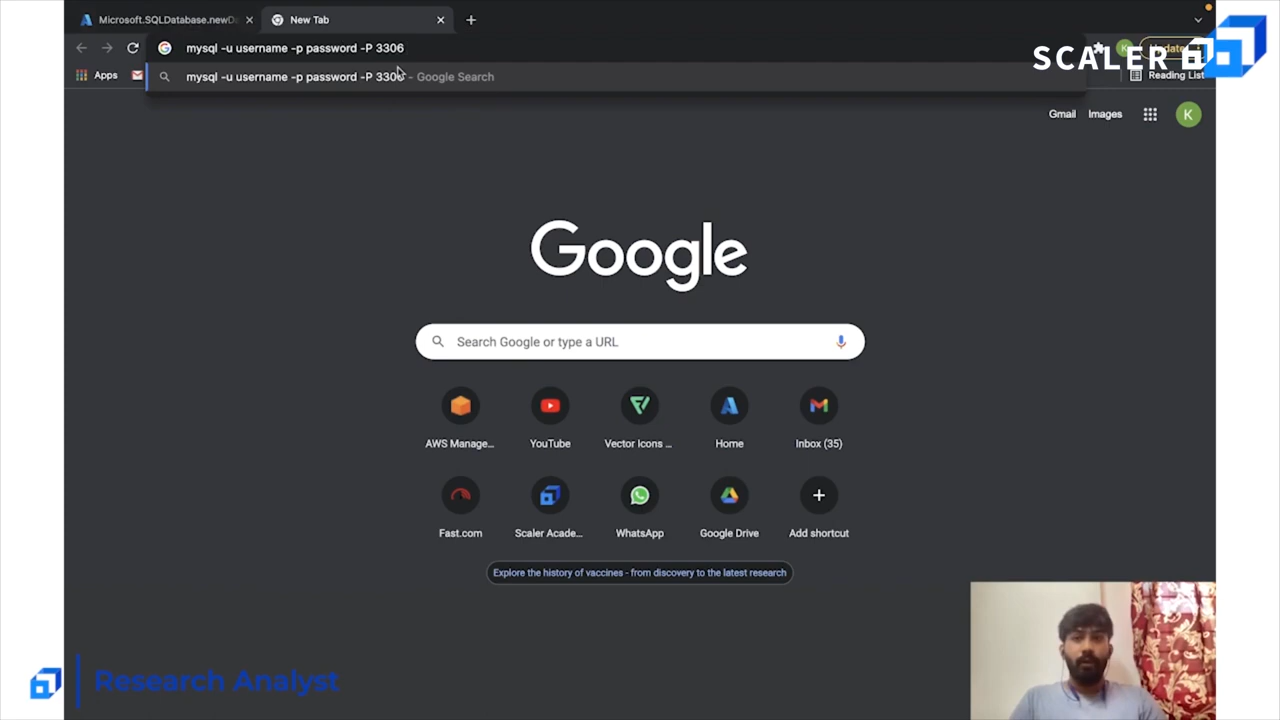 Microsoft.SQLDatabase.newDa
New Tab
mysql -u username -p password -P 3306
mysql -u username -p password -P 3306 - Google Search
SCALER
Apps
Reading List
Gmail
Images
K
Google
Search Google or type a URL
AWS Manage...
YouTube
Vector Icons ...
Home
Inbox (35)
Fast.com
Scaler Acade...
WhatsApp
Google Drive
Add shortcut
Explore the history of vaccines - from discovery to the latest research
Research Analyst